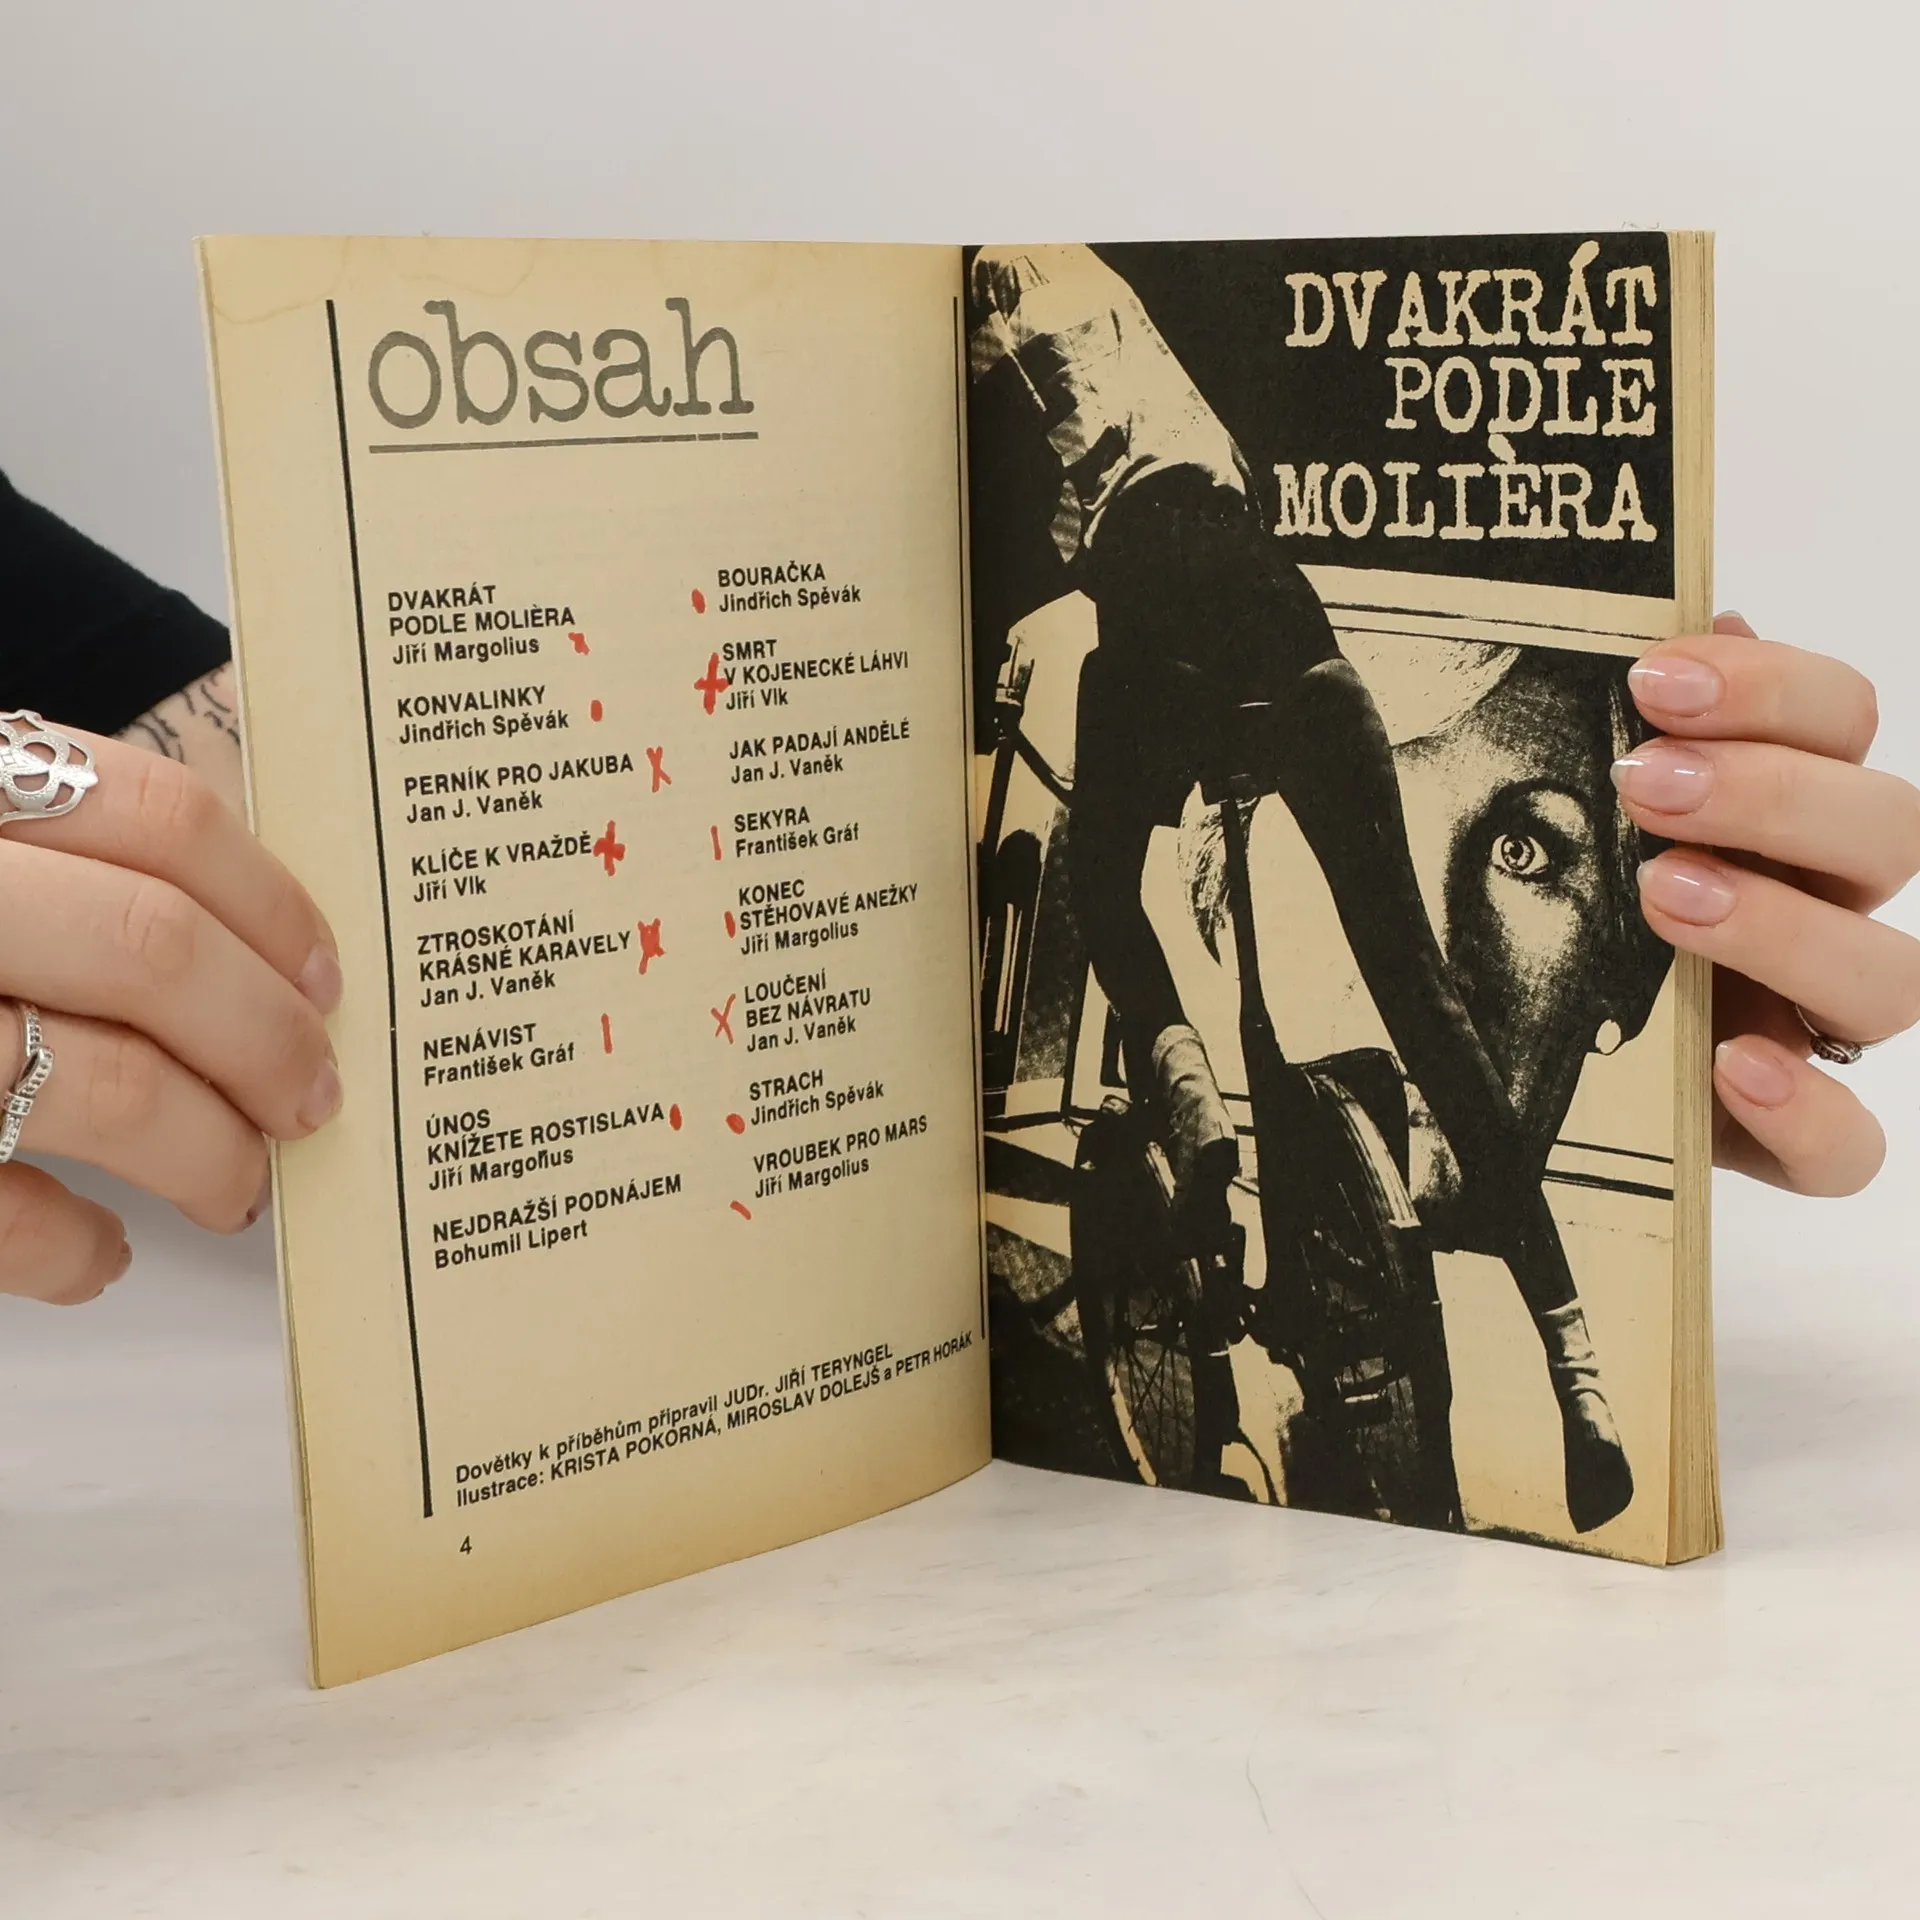 obsah
DVAKRÁT
PODLE MOLIÈRA
Jiří Margolius
KONVALINKY
Jindřich Spěvák
PERNÍK PRO JAKUBA
Jan J. Vaněk
KLÍČE K VRAŽDĚ
Jiří Vlk
ZTROSKOTÁNÍ
KRÁSNÉ KARAVELY
Jan J. Vaněk
NENÁVIST
František Gráf
ÚNOS
KNÍŽETE ROSTISLAVA
Jiří Margolius
NEJDRAŽŠÍ PODNÁJEM
Bohumil Lipert
BOURAČKA
Jindřich Spěvák
SMRT
V KOJENECKÉ LÁHVI
Jiří Vlk
JAK PADAJÍ ANDĚLÉ
Jan J. Vaněk
SEKYRA
František Gráf
KONEC
STĚHOVAVÉ ANEŽKY
Jiří Margolius
LOUČENÍ
BEZ NÁVRATU
Jan J. Vaněk
STRACH
Jindřich Spěvák
VROUBEK PRO MARS
Jiří Margolius
Dovětky k příběhům připravil JUDr. JIŘÍ TERYNGEL
Ilustrace: KRISTA POKORNÁ, MIROSLAV DOLEJŠ a PETR HORÁK
4
DVAKRÁT
PODLE
MOLIÈRA